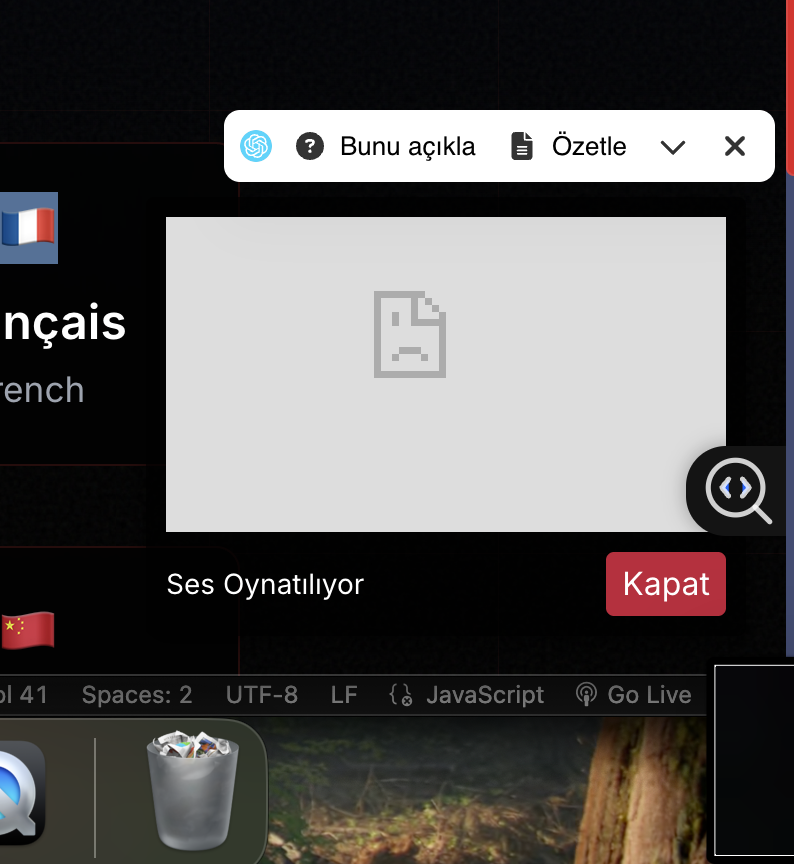 ? Bunu açıkla Özetle
nçais
rench
Ses Oynatılıyor
Kapat
ol 41 Spaces: 2 UTF-8 LF JavaScript Go Live